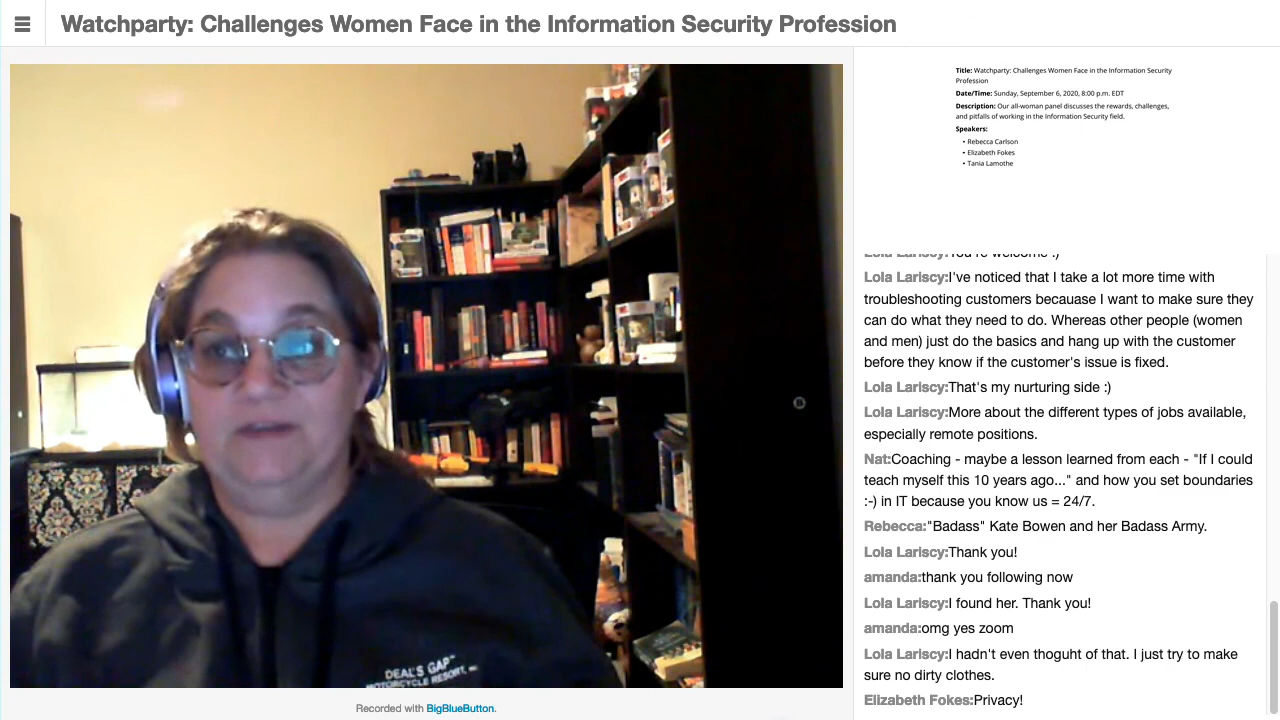 Watchparty: Challenges Women Face in the Information Security Profession
Title: Watchparty: Challenges Women Face in the Information Security
Profession
Date/Time: Sunday, September 6, 2020, 8:00 p.m. EDT
Description: Our all-woman panel discusses the rewards, challenges,
and pitfalls of working in the Information Security field.
Speakers:
• Rebecca Carlson
• Elizabeth Fokes
• Tania Lamothe
Lola Lariscy:You're welcome :)
Lola Lariscy:I've noticed that I take a lot more time with
troubleshooting customers becauase I want to make sure they
can do what they need to do. Whereas other people (women
and men) just do the basics and hang up with the customer
before they know if the customer's issue is fixed.
Lola Lariscy:That's my nurturing side :)
Lola Lariscy:More about the different types of jobs available,
especially remote positions.
Nat:Coaching - maybe a lesson learned from each - "If I could
teach myself this 10 years ago..." and how you set boundaries
:-) in IT because you know us = 24/7.
Rebecca:"Badass" Kate Bowen and her Badass Army.
Lola Lariscy:Thank you!
amanda:thank you following now
Lola Lariscy:I found her. Thank you!
amanda:omg yes zoom
Lola Lariscy:I hadn't even thoguht of that. I just try to make
sure no dirty clothes.
Elizabeth Fokes:Privacy!
DEAL'S GAP
MOTORCYCLE RESORT, INC
Recorded with BigBlueButton.